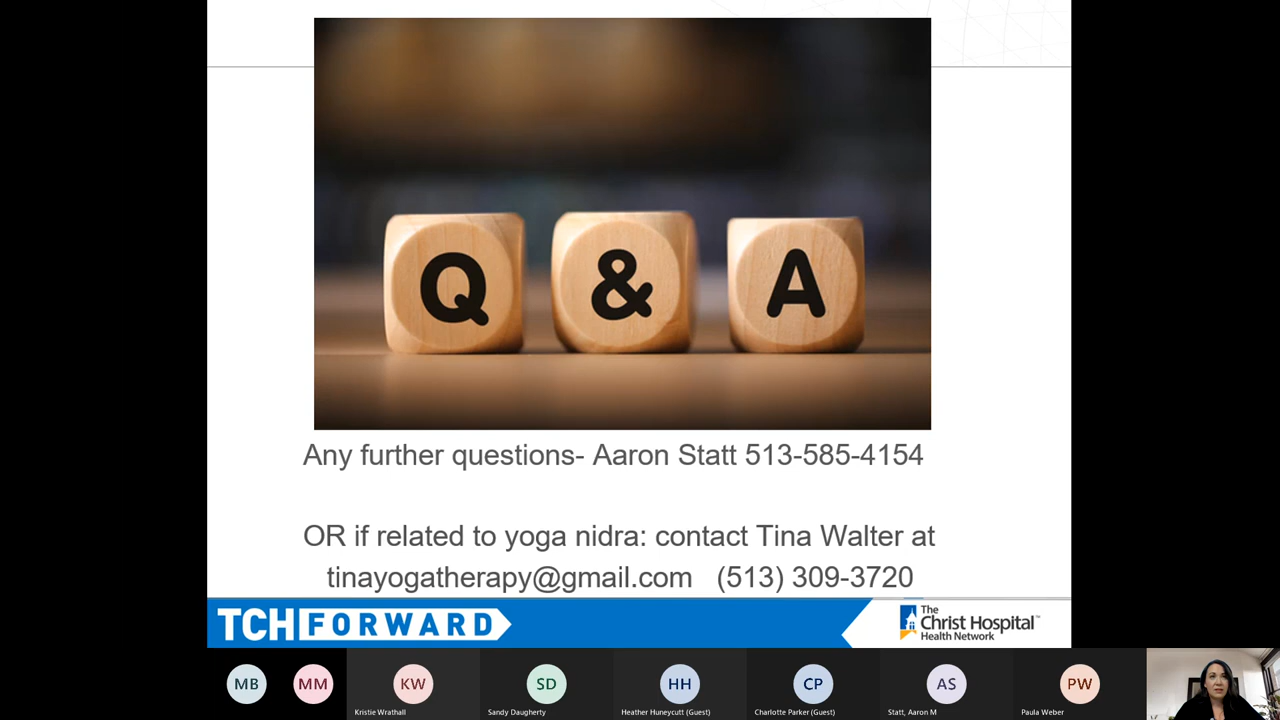 Q & A
Any further questions- Aaron Statt 513-585-4154
OR if related to yoga nidra: contact Tina Walter at
tinayogatherapy@gmail.com (513) 309-3720
TCH FORWARD
The
Christ Hospital™
Health Network
MB
MM
KW
SD
HH
CP
AS
PW
Kristie Wrathall
Sandy Daugherty
Heather Huneycutt (Guest)
Charlotte Parker (Guest)
Statt, Aaron M
Paula Weber